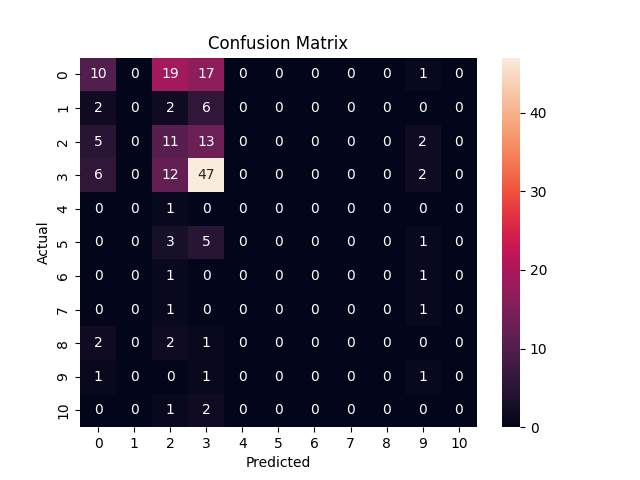 Confusion Matrix
0 10 0 19 17 0 0 0 0 0 1 0
1 2 0 2 6 0 0 0 0 0 0 0 40
2 5 0 11 13 0 0 0 0 0 2 0
3 6 0 12 47 0 0 0 0 0 2 0
30
4 0 0 1 0 0 0 0 0 0 0 0
Actual
5 0 0 3 5 0 0 0 0 0 1 0
20
6 0 0 1 0 0 0 0 0 0 1 0
7 0 0 1 0 0 0 0 0 0 1 0
8 2 0 2 1 0 0 0 0 0 0 0 10
9 1 0 0 1 0 0 0 0 0 1 0
10 0 0 1 2 0 0 0 0 0 0 0
0
0 1 2 3 4 5 6 7 8 9 10
Predicted